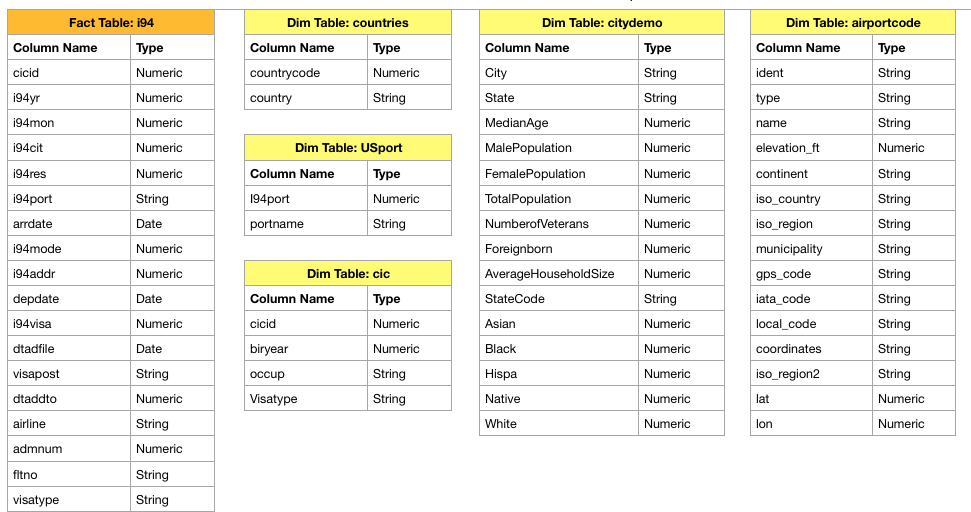 Fact Table: i94
Column Name Type
cicid Numeric
i94yr Numeric
i94mon Numeric
i94cit Numeric
i94res Numeric
i94port String
arrdate Date
i94mode Numeric
i94addr Numeric
depdate Date
i94visa Numeric
dtadfile Date
visapost String
dtaddto Numeric
airline String
admnum Numeric
fltno String
visatype String
Dim Table: countries
Column Name Type
countrycode Numeric
country String
Dim Table: USport
Column Name Type
I94port Numeric
portname String
Dim Table: cic
Column Name Type
cicid Numeric
biryear Numeric
occup String
Visatype String
Dim Table: citydemo
Column Name Type
City String
State String
MedianAge Numeric
MalePopulation Numeric
FemalePopulation Numeric
TotalPopulation Numeric
NumberofVeterans Numeric
Foreignborn Numeric
AverageHouseholdSize Numeric
StateCode String
Asian Numeric
Black Numeric
Hispa Numeric
Native Numeric
White Numeric
Dim Table: airportcode
Column Name Type
ident String
type String
name String
elevation_ft Numeric
continent String
iso_country String
iso_region String
municipality String
gps_code String
iata_code String
local_code String
coordinates String
iso_region2 String
lat Numeric
lon Numeric